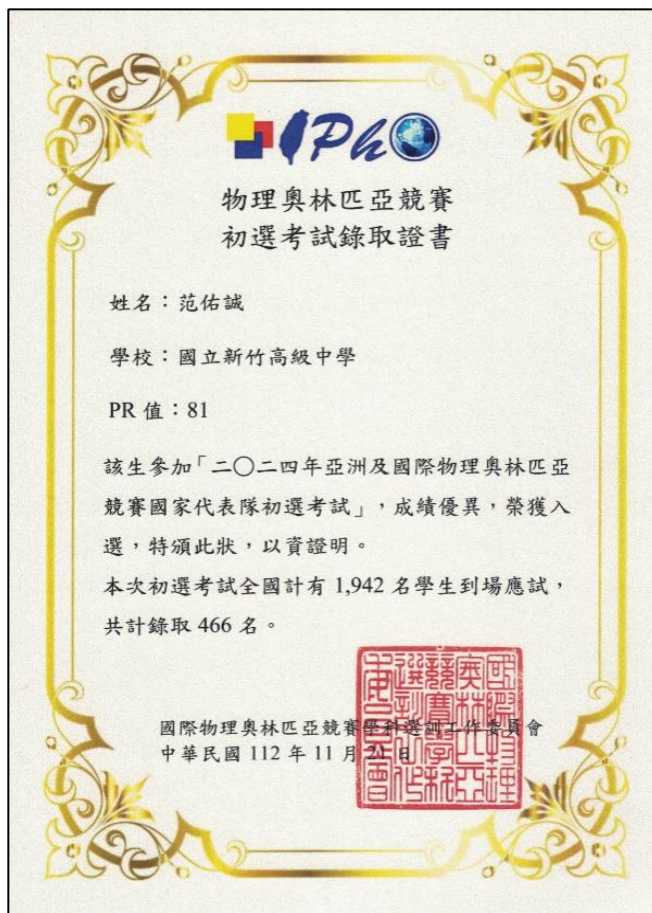 IPhO
物理奧林匹亞競賽
初選考試錄取證書
姓名：范佑誠
學校：國立新竹高級中學
PR 值：81
該生參加「二〇二四年亞洲及國際物理奧林匹亞
競賽國家代表隊初選考試」，成績優異，榮獲入
選，特頒此狀，以資證明。
本次初選考試全國計有 1,942 名學生到場應試，
共計錄取 466 名。
國際物理奧林匹亞競賽學科選訓工作委員會
中華民國 112 年 11 月 21 日